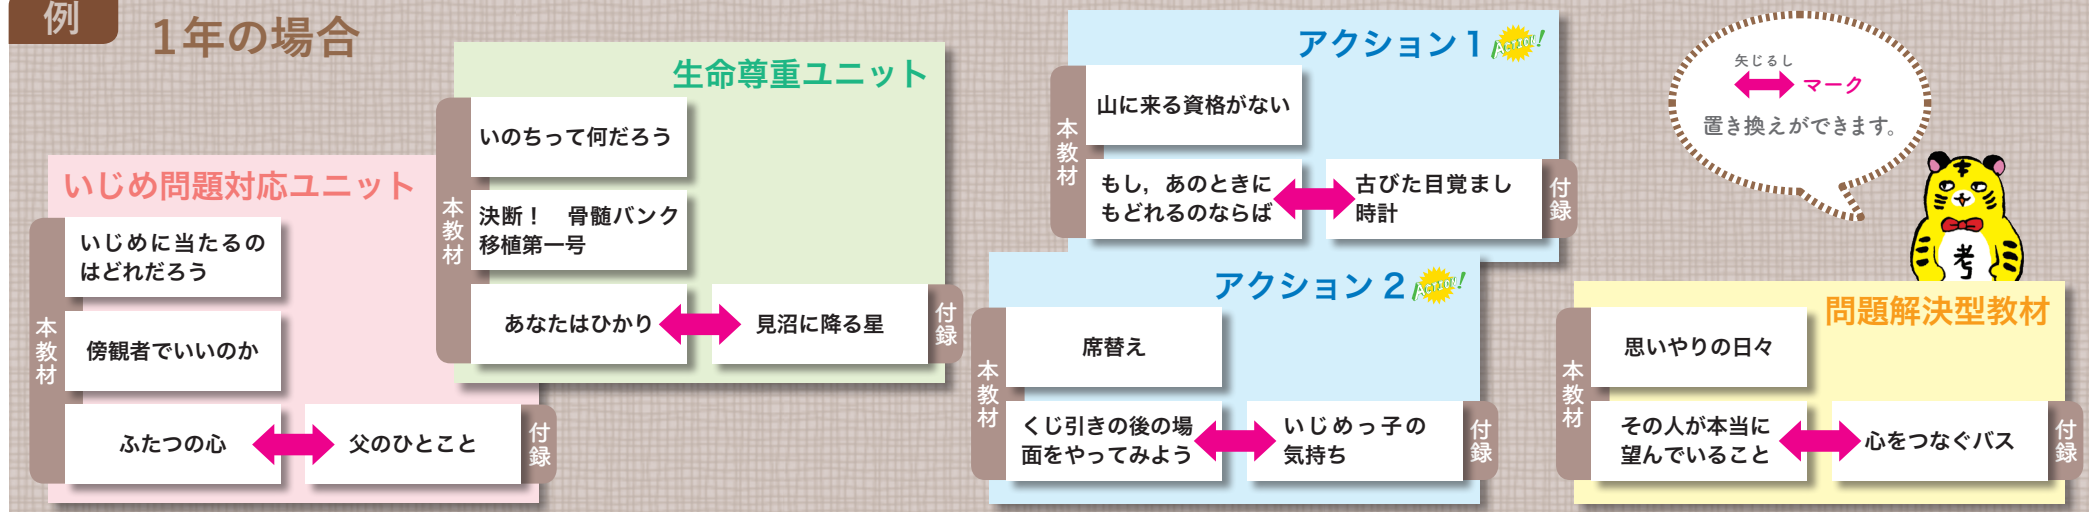 例
1年の場合
いじめ問題対応ユニット
本教材
いじめに当たるの
はどれだろう
傍観者でいいのか
ふたつの心
父のひとこと
付録
生命尊重ユニット
本教材
いのちって何だろう
決断！　骨髄バンク
移植第一号
あなたはひかり
見沼に降る星
付録
アクション1 ACTION!
本教材
山に来る資格がない
もし，あのときに
もどれるのならば
古びた目覚まし
時計
付録
アクション2 ACTION!
本教材
席替え
くじ引きの後の場
面をやってみよう
いじめっ子の
気持ち
付録
矢じるし
マーク
置き換えができます。
考
問題解決型教材
本教材
思いやりの日々
その人が本当に
望んでいること
心をつなぐバス
付録